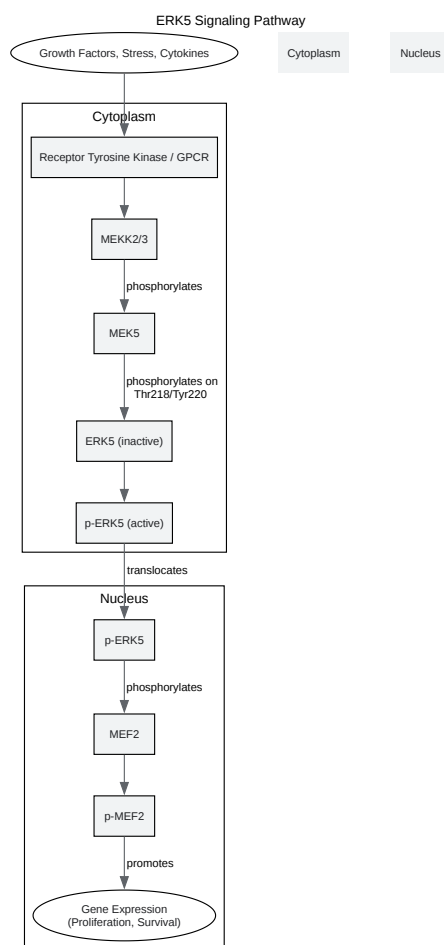 ERK5 Signaling Pathway
Growth Factors, Stress, Cytokines
Cytoplasm
Nucleus
Cytoplasm
Receptor Tyrosine Kinase / GPCR
MEKK2/3
phosphorylates
MEK5
phosphorylates on
Thr218/Tyr220
ERK5 (inactive)
p-ERK5 (active)
translocates
Nucleus
p-ERK5
phosphorylates
MEF2
p-MEF2
promotes
Gene Expression
(Proliferation, Survival)